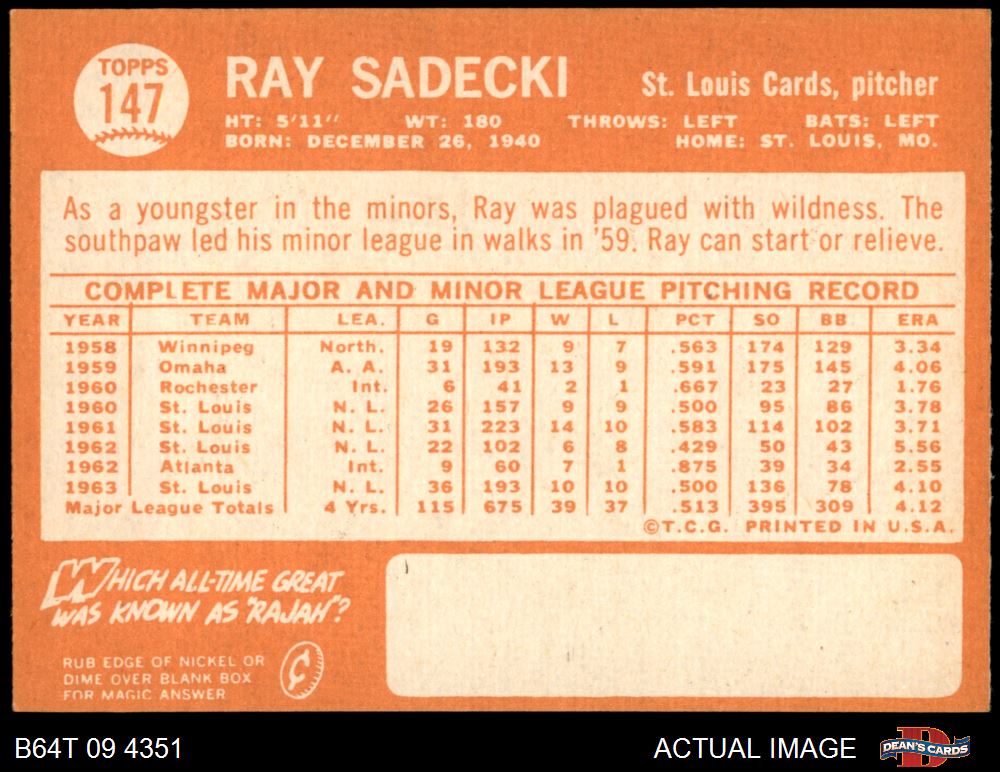 TOPPS
147
RAY SADECKI
St. Louis Cards, pitcher
HT: 5'11" WT: 180 THROWS: LEFT BATS: LEFT
BORN: DECEMBER 26, 1940 HOME: ST. LOUIS, MO.
As a youngster in the minors, Ray was plagued with wildness. The
southpaw led his minor league in walks in '59. Ray can start or relieve.
COMPLETE MAJOR AND MINOR LEAGUE PITCHING RECORD
YEAR TEAM LEA. G IP W L PCT SO BB ERA
1958 Winnipeg North. 19 132 9 7 .563 174 129 3.34
1959 Omaha A. A. 31 193 13 9 .591 175 145 4.06
1960 Rochester Int. 6 41 2 1 .667 23 27 1.76
1960 St. Louis N. L. 26 157 9 9 .500 95 86 3.78
1961 St. Louis N. L. 31 223 14 10 .583 114 102 3.71
1962 St. Louis N. L. 22 102 6 8 .429 50 43 5.56
1962 Atlanta Int. 9 60 7 1 .875 39 34 2.55
1963 St. Louis N. L. 36 193 10 10 .500 136 78 4.10
Major League Totals 4 Yrs. 115 675 39 37 .513 395 309 4.12
©T.C.G. PRINTED IN U.S.A.
WHICH ALL-TIME GREAT
WAS KNOWN AS "RAJAH"?
RUB EDGE OF NICKEL OR
DIME OVER BLANK BOX
FOR MAGIC ANSWER
¢
B64T 09 4351
ACTUAL IMAGE
D
DEAN'S CARDS